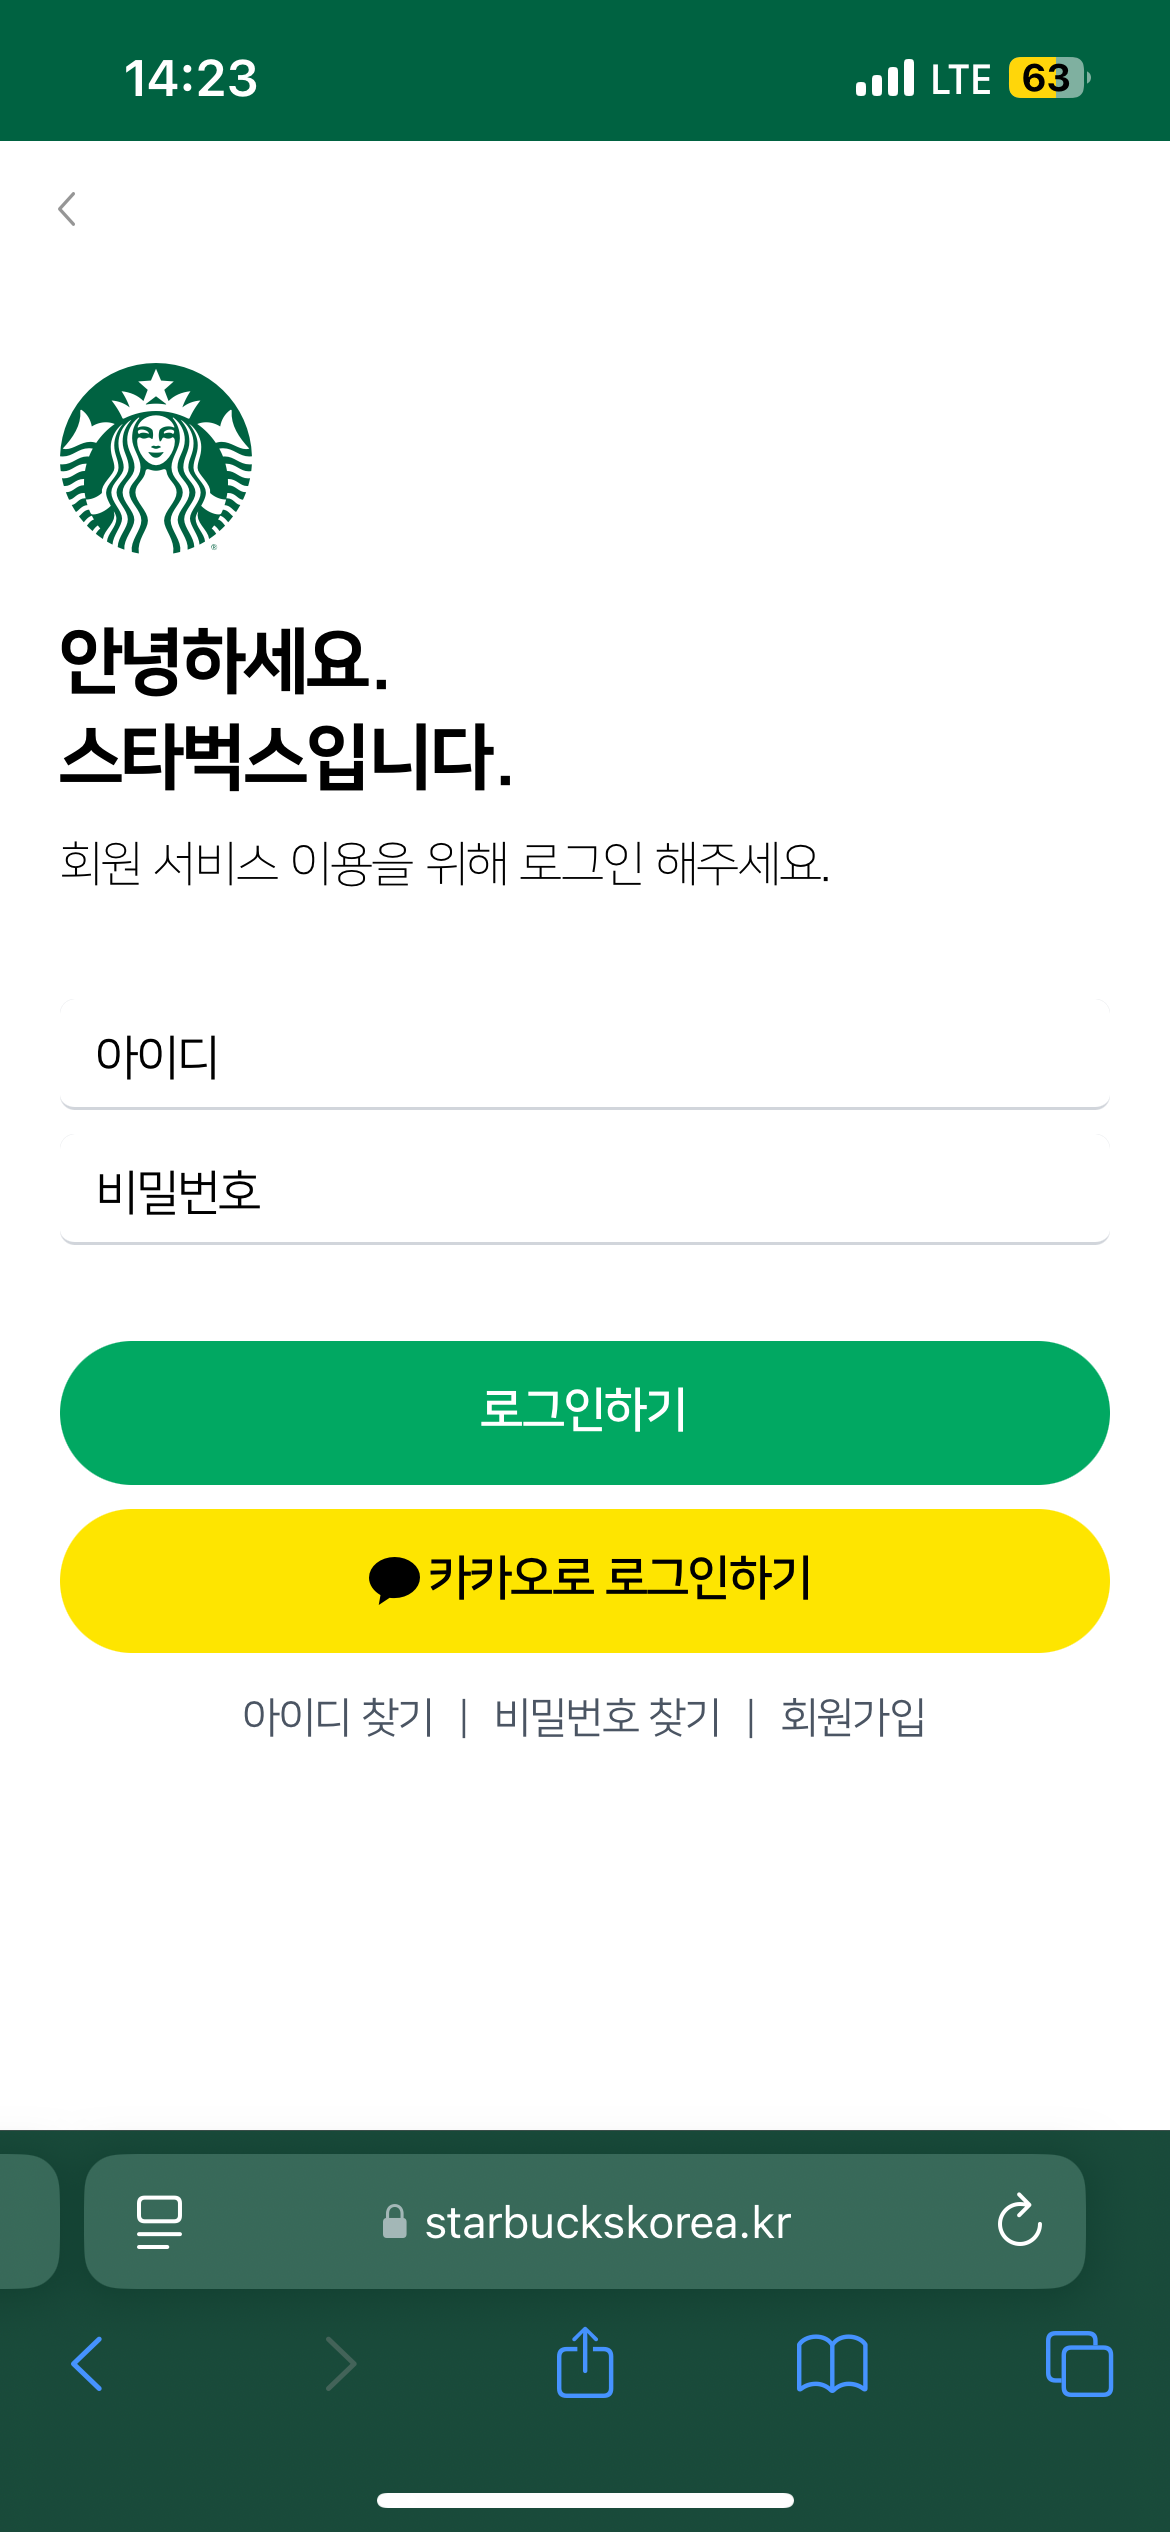 14:23 LTE 63
안녕하세요.
스타벅스입니다.
회원 서비스 이용을 위해 로그인 해주세요.
아이디
비밀번호
로그인하기
카카오로 로그인하기
아이디 찾기 | 비밀번호 찾기 | 회원가입
starbuckskorea.kr